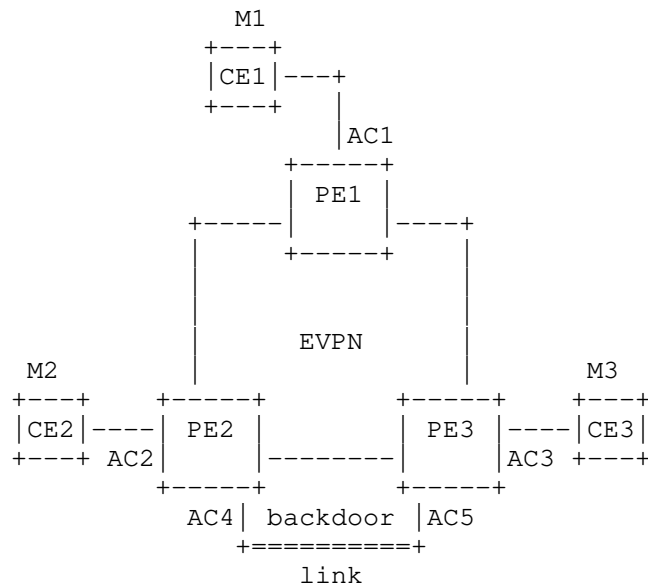 M1
CE1
AC1
PE1
EVPN
M2 M3
CE2 PE2 PE3 CE3
AC2 AC3
AC4 backdoor AC5
link